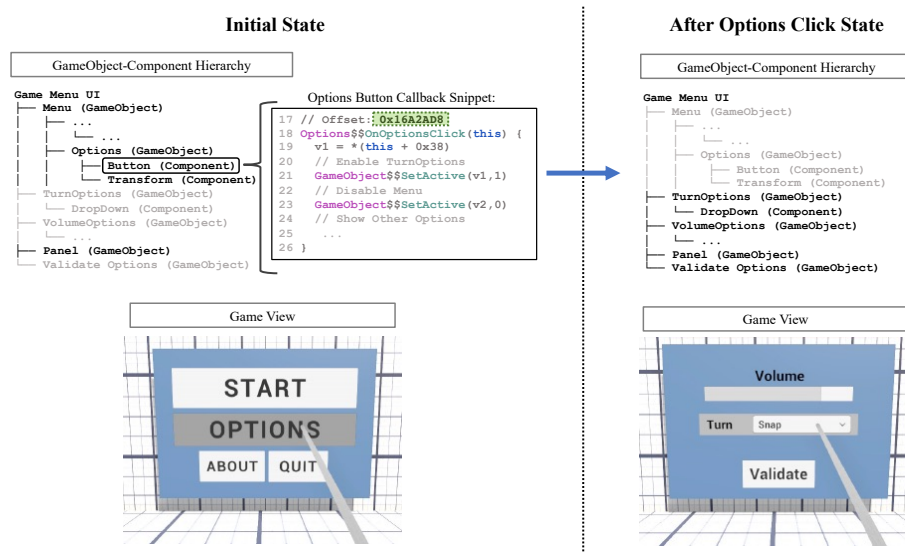 Initial State
GameObject-Component Hierarchy
Game Menu UI
Menu (GameObject)
...
...
Options (GameObject)
Button (Component)
Transform (Component)
TurnOptions (GameObject)
DropDown (Component)
VolumeOptions (GameObject)
...
Panel (GameObject)
Validate Options (GameObject)
Options Button Callback Snippet:
17 // Offset: 0x16A2AD8
18 Options$$OnOptionsClick(this) {
19 v1 = *(this + 0x38)
20 // Enable TurnOptions
21 GameObject$$SetActive(v1,1)
22 // Disable Menu
23 GameObject$$SetActive(v2,0)
24 // Show Other Options
25 ...
26 }
Game View
START
OPTIONS
ABOUT QUIT
After Options Click State
GameObject-Component Hierarchy
Game Menu UI
Menu (GameObject)
...
...
Options (GameObject)
Button (Component)
Transform (Component)
TurnOptions (GameObject)
DropDown (Component)
VolumeOptions (GameObject)
...
Panel (GameObject)
Validate Options (GameObject)
Game View
Volume
Turn Snap
Validate